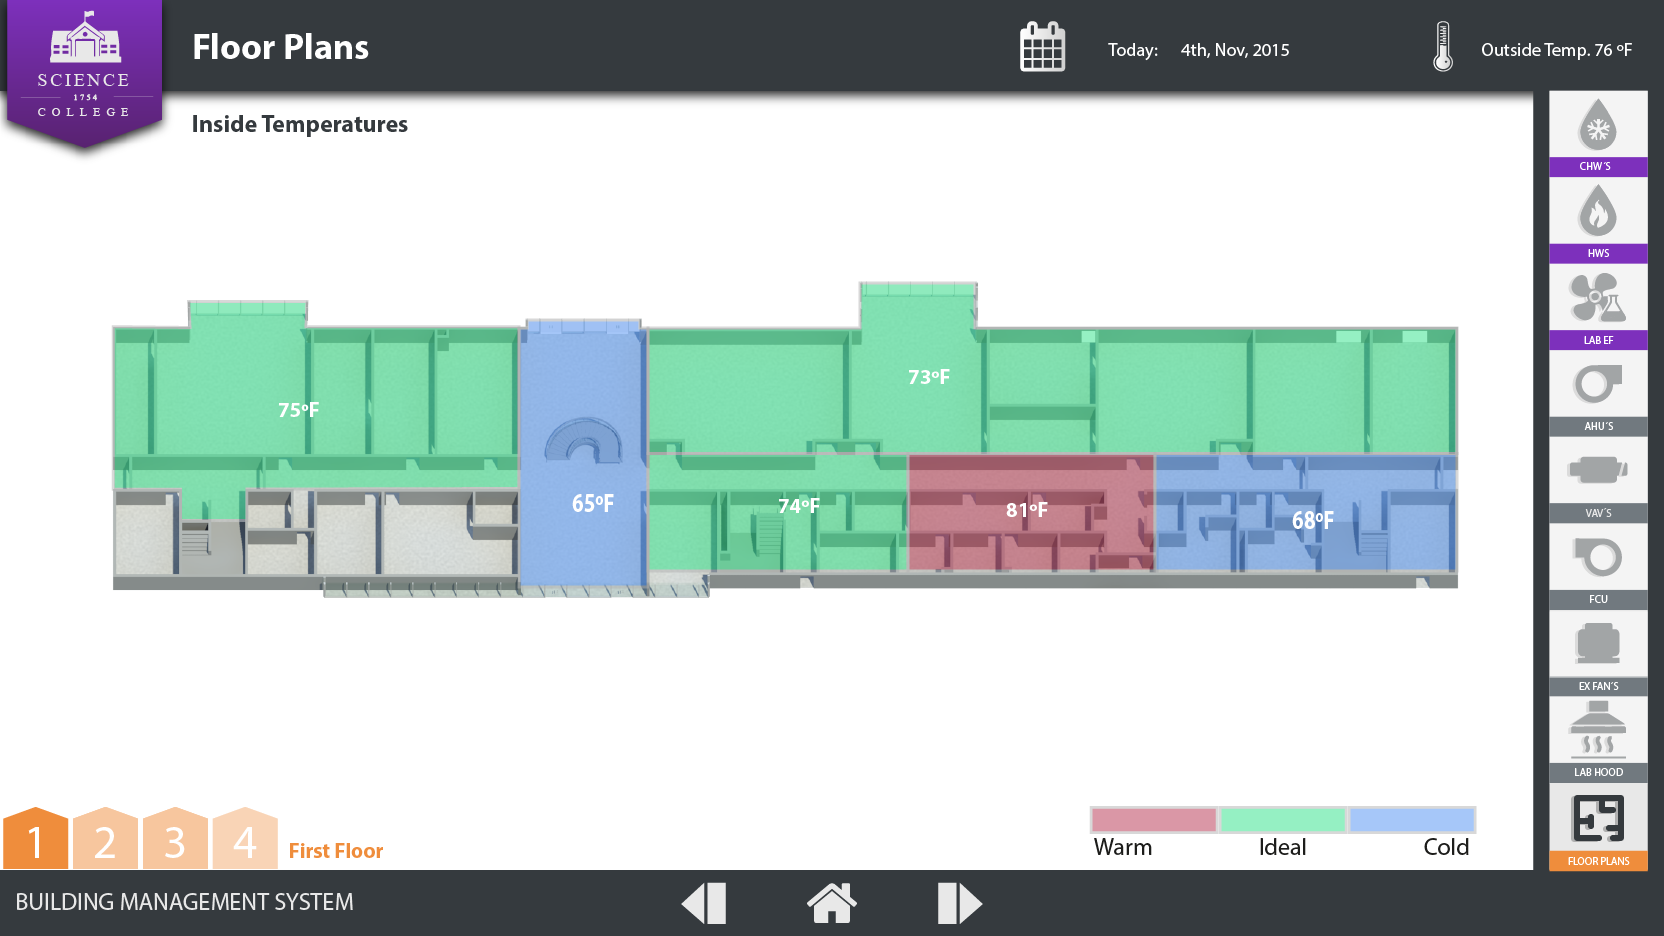 SCIENCE
1754
COLLEGE
Floor Plans
Today: 4th, Nov, 2015
Outside Temp. 76 ºF
Inside Temperatures
75ºF
65ºF
73ºF
74ºF
81ºF
68ºF
CHW´S
HWS
LAB EF
AHU´S
VAV´S
FCU
EX FAN´S
LAB HOOD
FLOOR PLANS
1 2 3 4 First Floor
Warm Ideal Cold
BUILDING MANAGEMENT SYSTEM